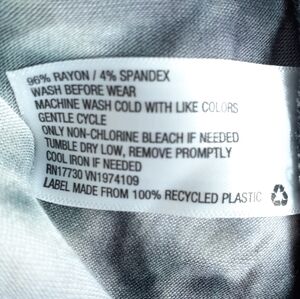 96% RAYON / 4% SPANDEX
WASH BEFORE WEAR
MACHINE WASH COLD WITH LIKE COLORS
GENTLE CYCLE
ONLY NON-CHLORINE BLEACH IF NEEDED
TUMBLE DRY LOW, REMOVE PROMPTLY
COOL IRON IF NEEDED
RN17730 VN1974109
LABEL MADE FROM 100% RECYCLED PLASTIC